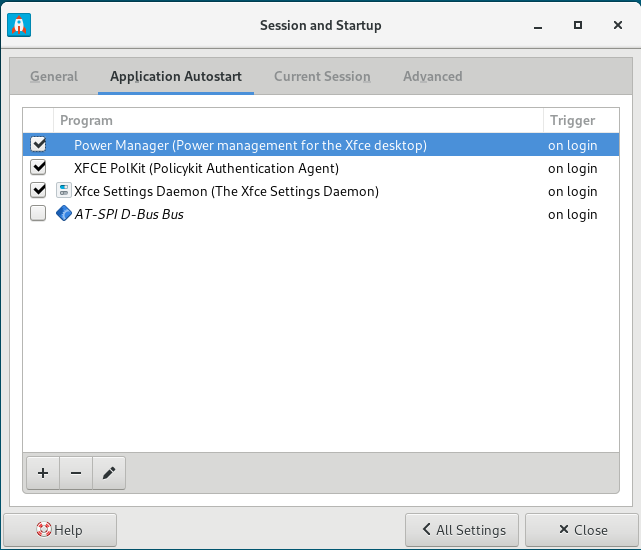 Session and Startup
General Application Autostart Current Session Advanced
Program Trigger
Power Manager (Power management for the Xfce desktop) on login
XFCE PolKit (Policykit Authentication Agent) on login
Xfce Settings Daemon (The Xfce Settings Daemon) on login
AT-SPI D-Bus Bus on login
Help All Settings Close